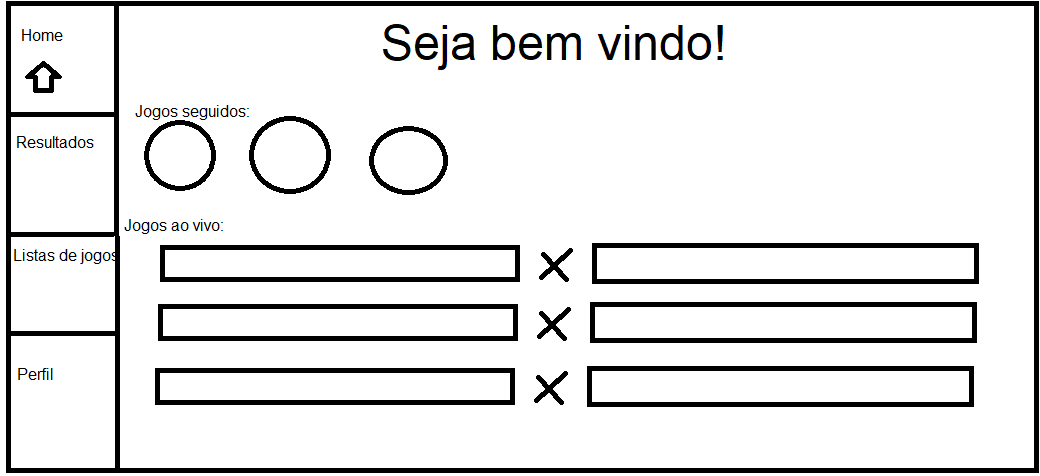 Home
Seja bem vindo!
Jogos seguidos:
Resultados
Jogos ao vivo:
Listas de jogos
Perfil